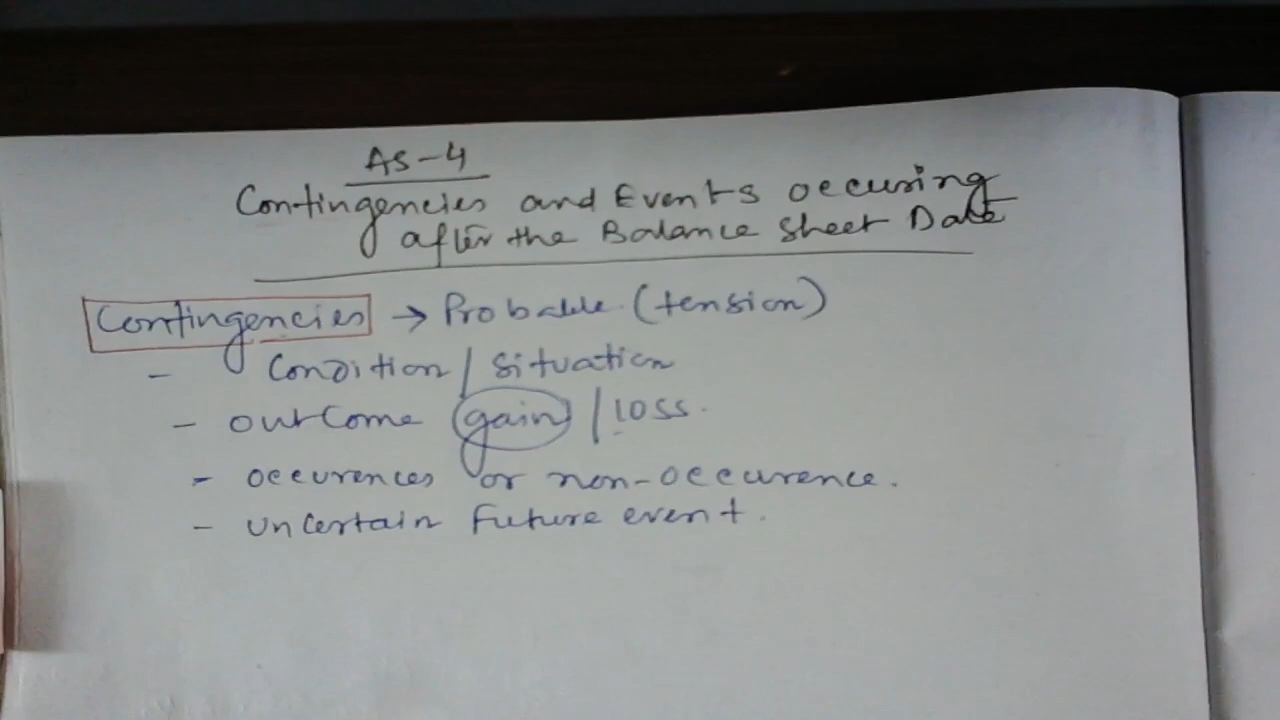 AS-4
Contingencies and Events occuring
after the Balance Sheet Date
Contingencies → Probable (tension)
- Condition / Situation
- outcome gain / loss.
- occurences or non-occurence.
- uncertain future event.